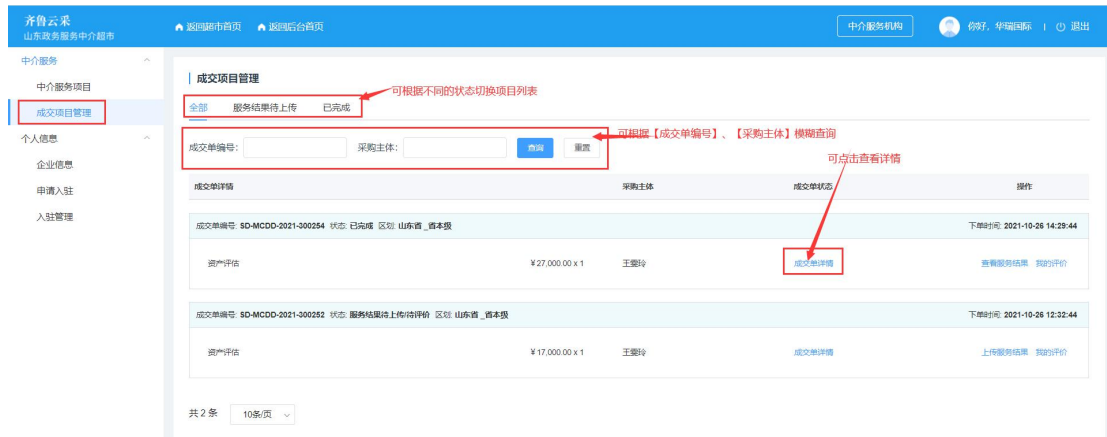 齐鲁云采
山东政务服务中介超市
返回超市首页 返回后台首页 中介服务机构 你好, 华瑞国际 | 退出
中介服务
中介服务项目
成交项目管理
个人信息
企业信息
申请入驻
入驻管理
成交项目管理
可根据不同的状态切换项目列表
全部 服务结果待上传 已完成
可根据【成交单编号】、【采购主体】模糊查询
成交单编号: 采购主体: 查询 重置
可点击查看详情
成交单详情 采购主体 成交单状态 操作
成交单编号: SD-MCDD-2021-300254 状态: 已完成 区划: 山东省 _省本级 下单时间: 2021-10-26 14:29:44
资产评估 ¥27,000.00 x 1 王雯玲 成交单详情 查看服务结果 我的评价
成交单编号: SD-MCDD-2021-300252 状态: 服务结果待上传/待评价 区划: 山东省 _省本级 下单时间: 2021-10-26 12:32:44
资产评估 ¥17,000.00 x 1 王雯玲 成交单详情 上传服务结果 我的评价
共 2 条 10条/页